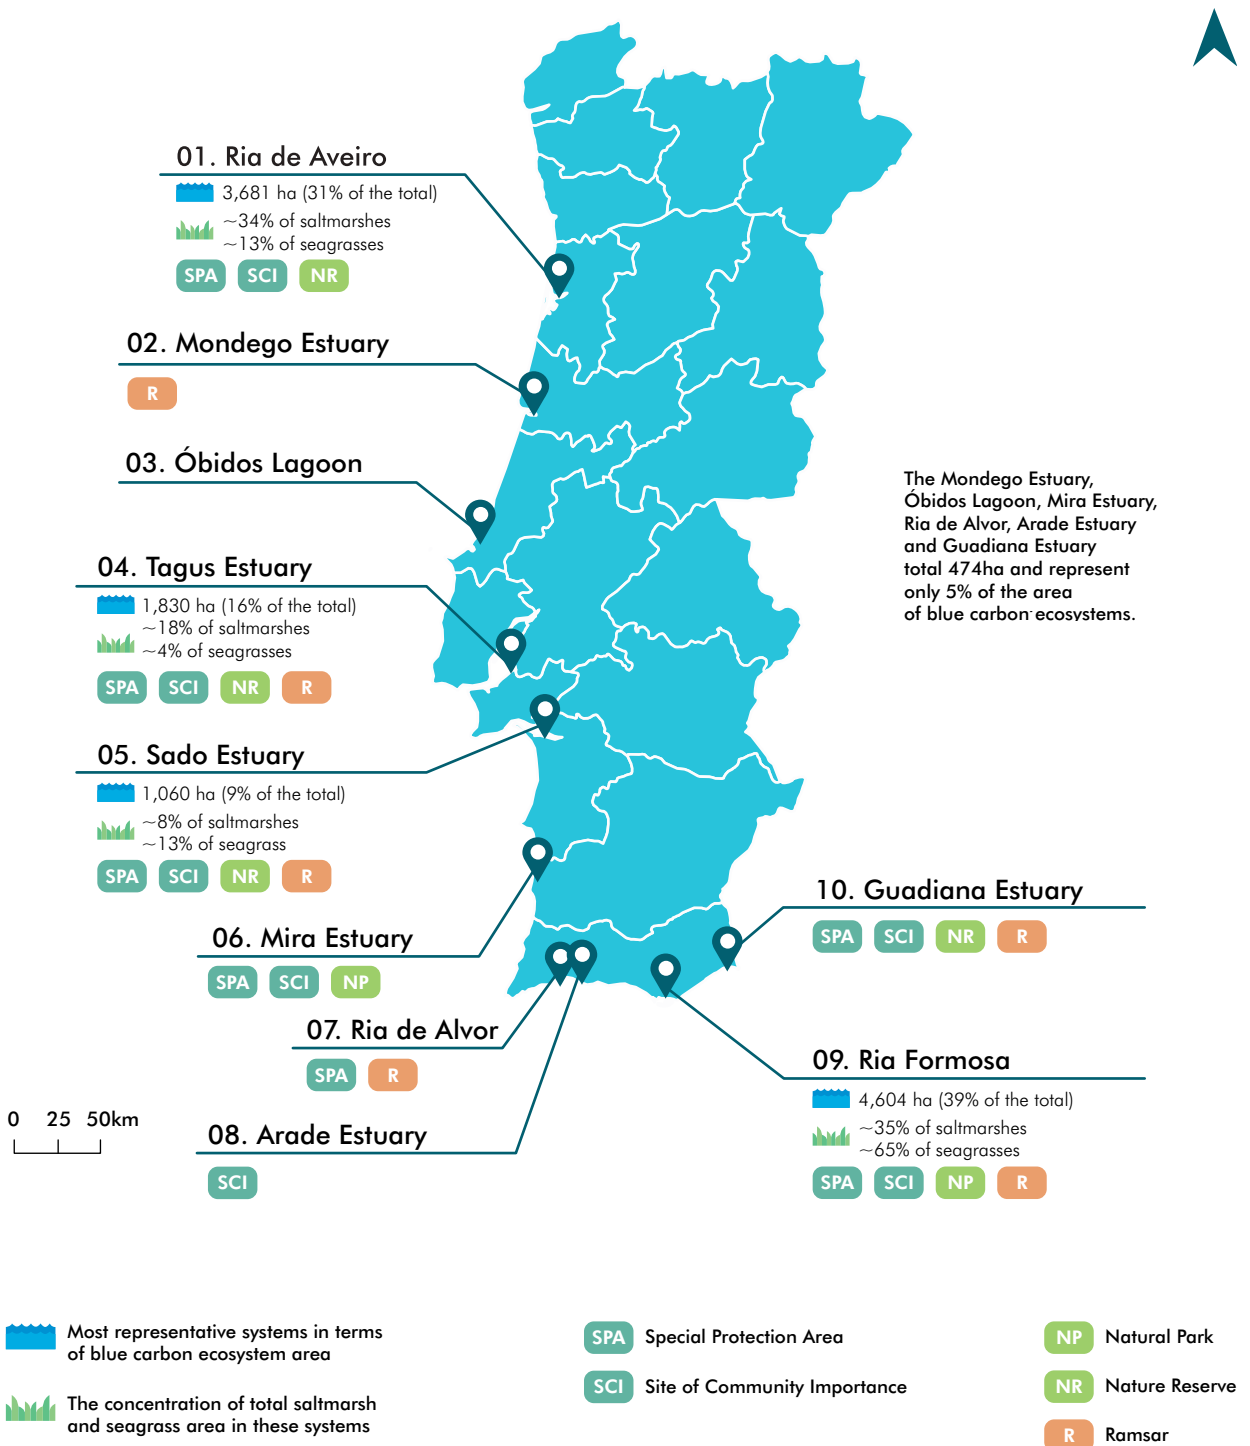 01. Ria de Aveiro
3,681 ha (31% of the total)
~34% of saltmarshes
~13% of seagrasses
SPA SCI NR
02. Mondego Estuary
R
03. Óbidos Lagoon
04. Tagus Estuary
1,830 ha (16% of the total)
~18% of saltmarshes
~4% of seagrasses
SPA SCI NR R
05. Sado Estuary
1,060 ha (9% of the total)
~8% of saltmarshes
~13% of seagrass
SPA SCI NR R
06. Mira Estuary
SPA SCI NP
07. Ria de Alvor
SPA R
08. Arade Estuary
SCI
The Mondego Estuary,
Óbidos Lagoon, Mira Estuary,
Ria de Alvor, Arade Estuary
and Guadiana Estuary
total 474ha and represent
only 5% of the area
of blue carbon ecosystems.
10. Guadiana Estuary
SPA SCI NR R
09. Ria Formosa
4,604 ha (39% of the total)
~35% of saltmarshes
~65% of seagrasses
SPA SCI NP R
0 25 50km
Most representative systems in terms
of blue carbon ecosystem area
The concentration of total saltmarsh
and seagrass area in these systems
SPA Special Protection Area
SCI Site of Community Importance
NP Natural Park
NR Nature Reserve
R Ramsar